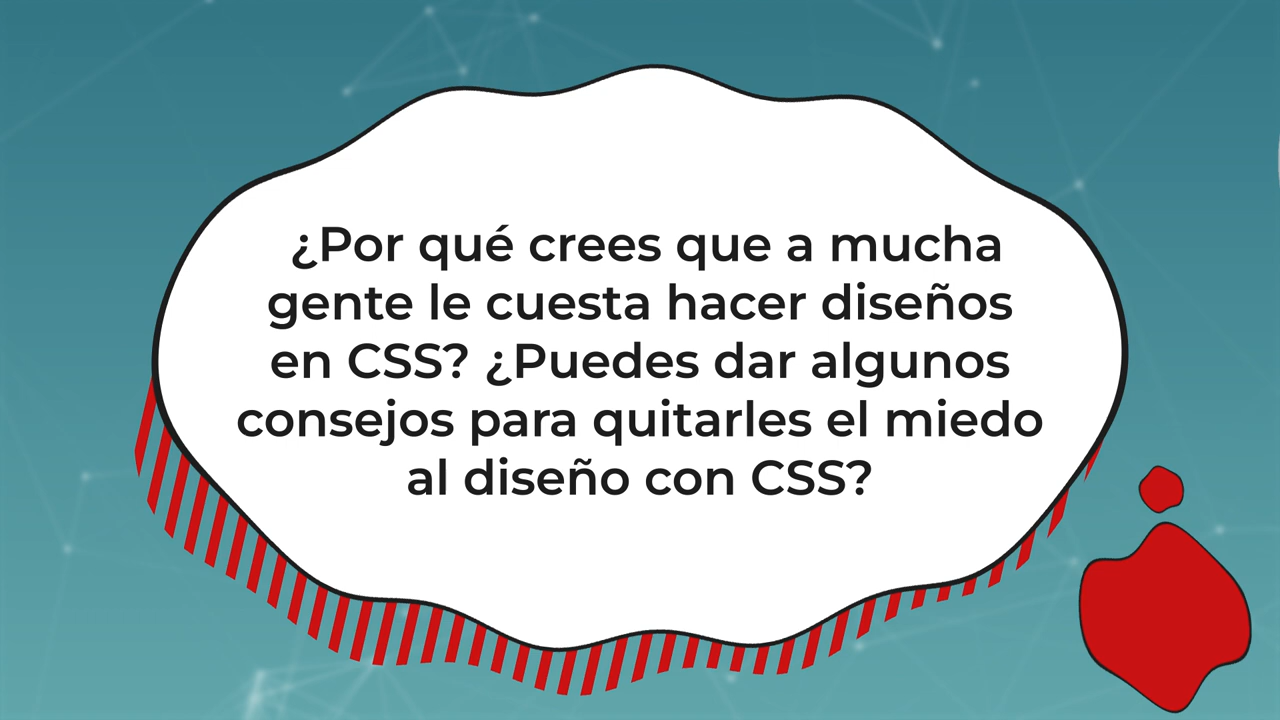 ¿Por qué crees que a mucha
gente le cuesta hacer diseños
en CSS? ¿Puedes dar algunos
consejos para quitarles el miedo
al diseño con CSS?